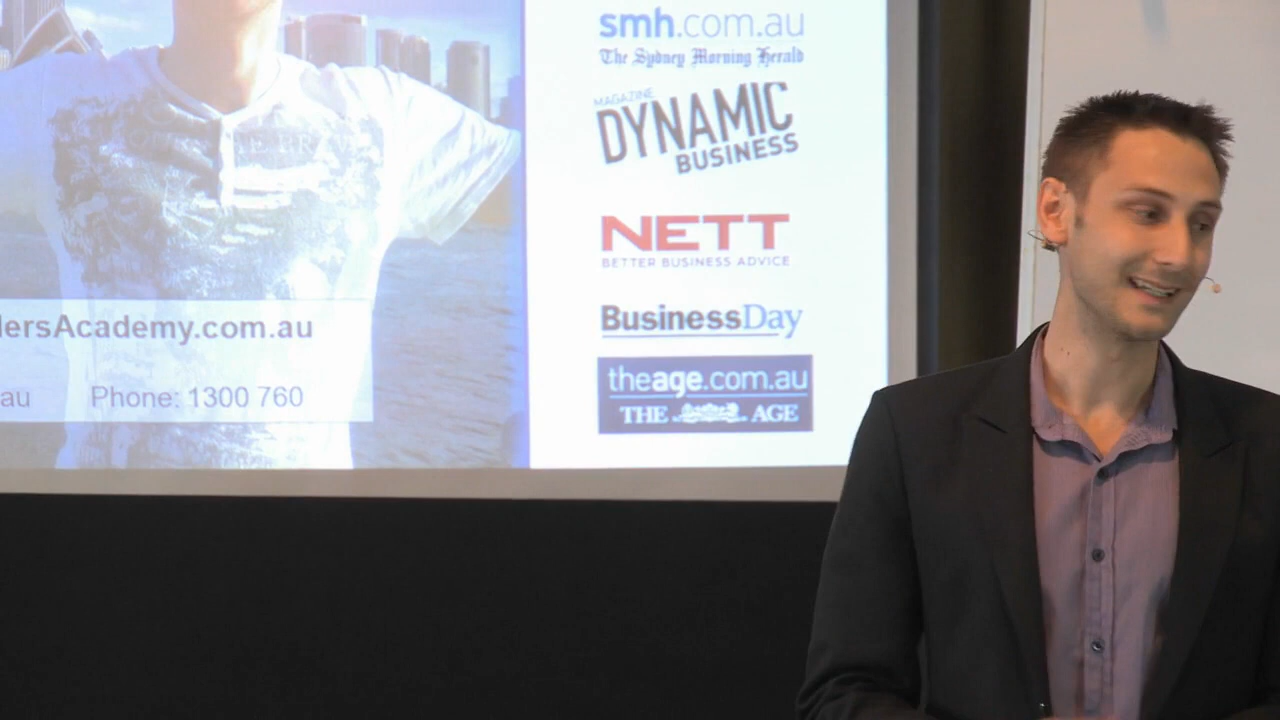 smh.com.au
The Sydney Morning Herald
MAGAZINE
DYNAMIC
BUSINESS
NETT
BETTER BUSINESS ADVICE
BusinessDay
theage.com.au
THE AGE
dersAcademy.com.au
au Phone: 1300 760